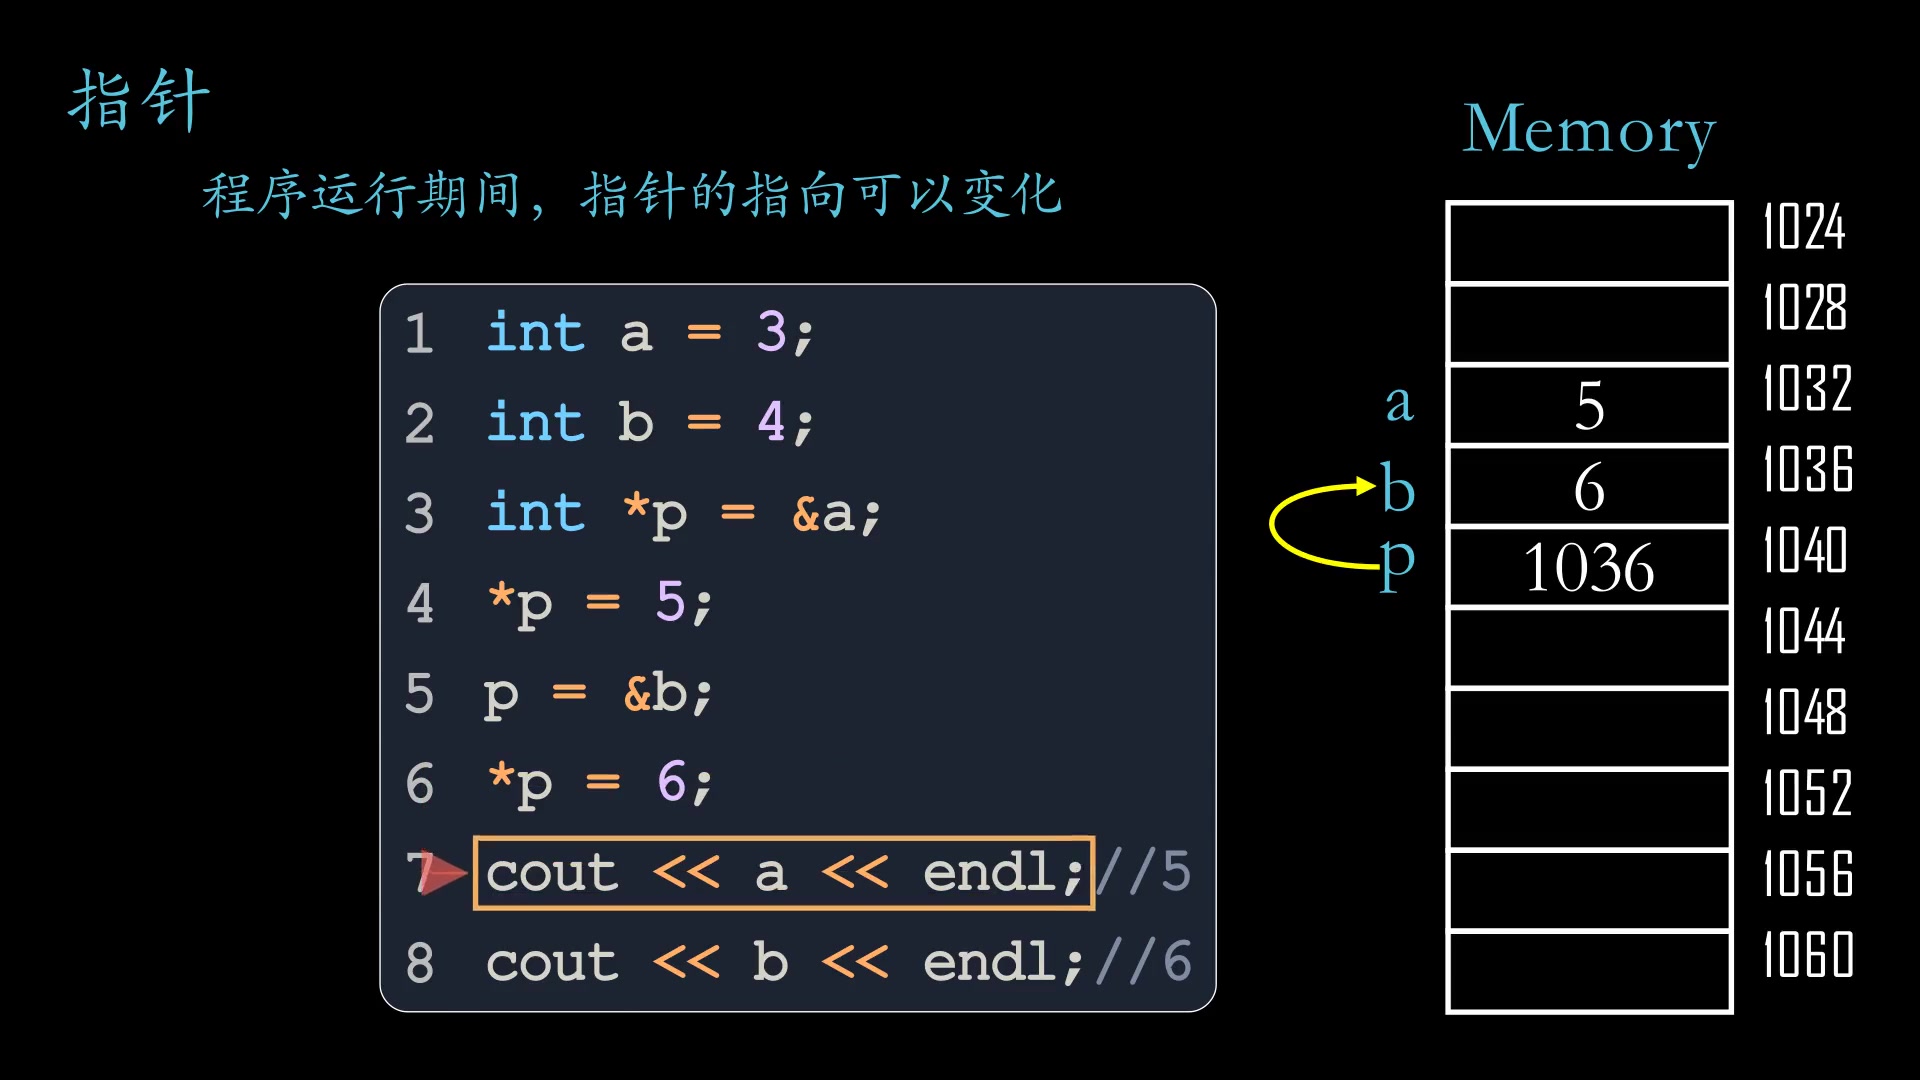 指针
程序运行期间，指针的指向可以变化
1 int a = 3;
2 int b = 4;
3 int *p = &a;
4 *p = 5;
5 p = &b;
6 *p = 6;
7 cout << a << endl;//5
8 cout << b << endl;//6
Memory
1024
1028
a 5 1032
b 6 1036
p 1036 1040
1044
1048
1052
1056
1060